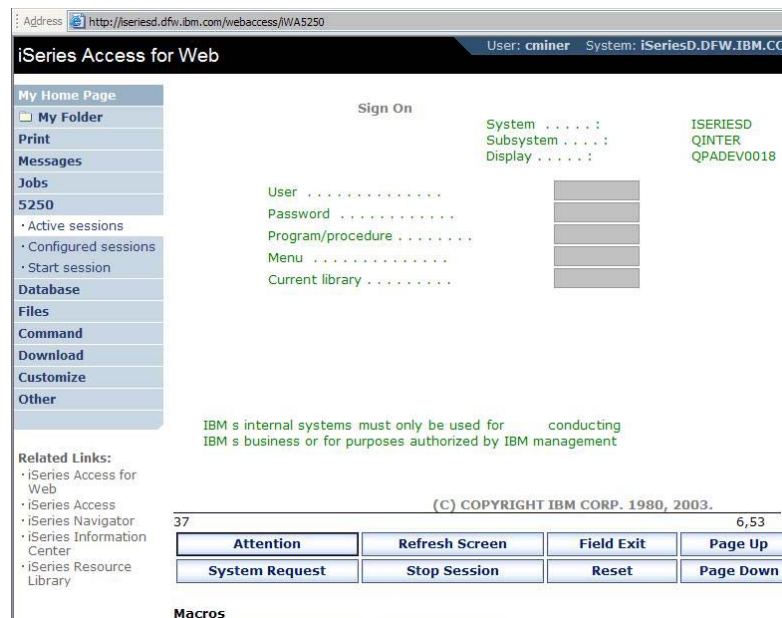 Address http://iseriesd.dfw.ibm.com/webaccess/iWA5250
iSeries Access for Web
User: cminer System: iSeriesD.DFW.IBM.CO
My Home Page
My Folder
Print
Messages
Jobs
5250
· Active sessions
· Configured sessions
· Start session
Database
Files
Command
Download
Customize
Other
Related Links:
· iSeries Access for
Web
· iSeries Access
· iSeries Navigator
· iSeries Information
Center
· iSeries Resource
Library
Sign On
System . . . . . : ISERIESD
Subsystem . . . . : QINTER
Display . . . . . : QPADEV0018
User . . . . . . . . . . . . . .
Password . . . . . . . . . . . .
Program/procedure . . . . . . . .
Menu . . . . . . . . . . . . . .
Current library . . . . . . . . .
IBM s internal systems must only be used for conducting
IBM s business or for purposes authorized by IBM management
(C) COPYRIGHT IBM CORP. 1980, 2003.
37 6,53
Attention Refresh Screen Field Exit Page Up
System Request Stop Session Reset Page Down
Macros